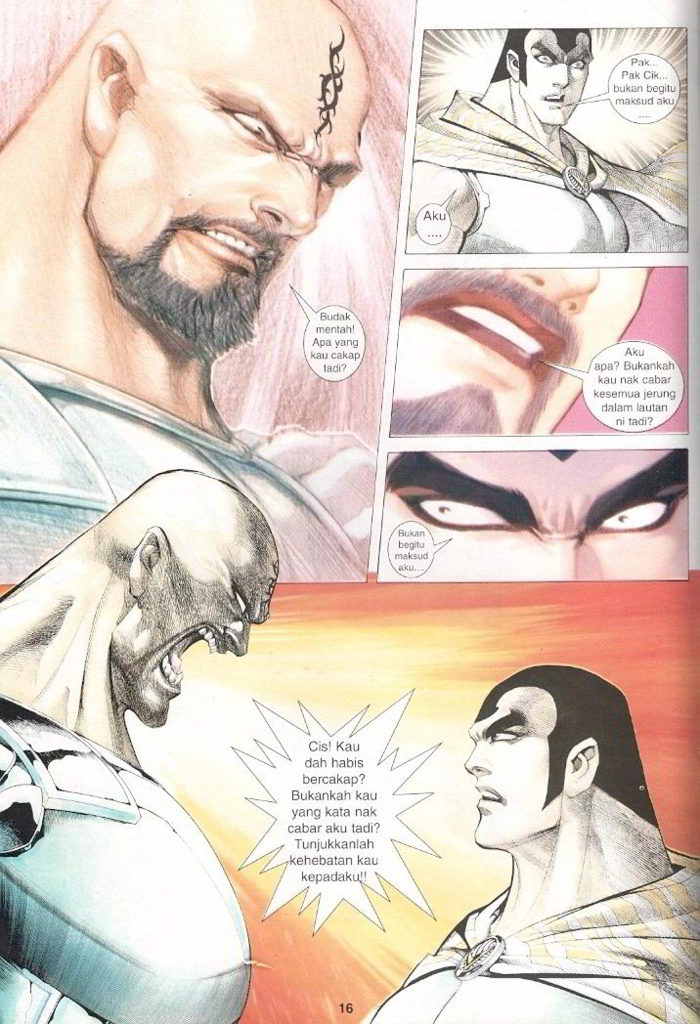 Budak
mentah!
Apa yang
kau cakap
tadi?
Pak...
Pak Cik...
bukan begitu
maksud aku
....
Aku
....
Aku
apa? Bukankah
kau nak cabar
kesemua jerung
dalam lautan
ni tadi?
Bukan
begitu
maksud
aku....
Cis! Kau
dah habis
bercakap?
Bukankah kau
yang kata nak
cabar aku tadi?
Tunjukkanlah
kehebatan kau
kepadaku!!
16